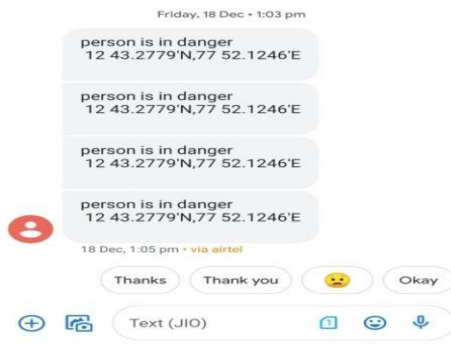 Friday, 18 Dec • 1:03 pm
person is in danger
12 43.2779'N,77 52.1246'E
person is in danger
12 43.2779'N,77 52.1246'E
person is in danger
12 43.2779'N,77 52.1246'E
person is in danger
12 43.2779'N,77 52.1246'E
18 Dec, 1:05 pm • via airtel
Thanks Thank you Okay
Text (JIO) 1